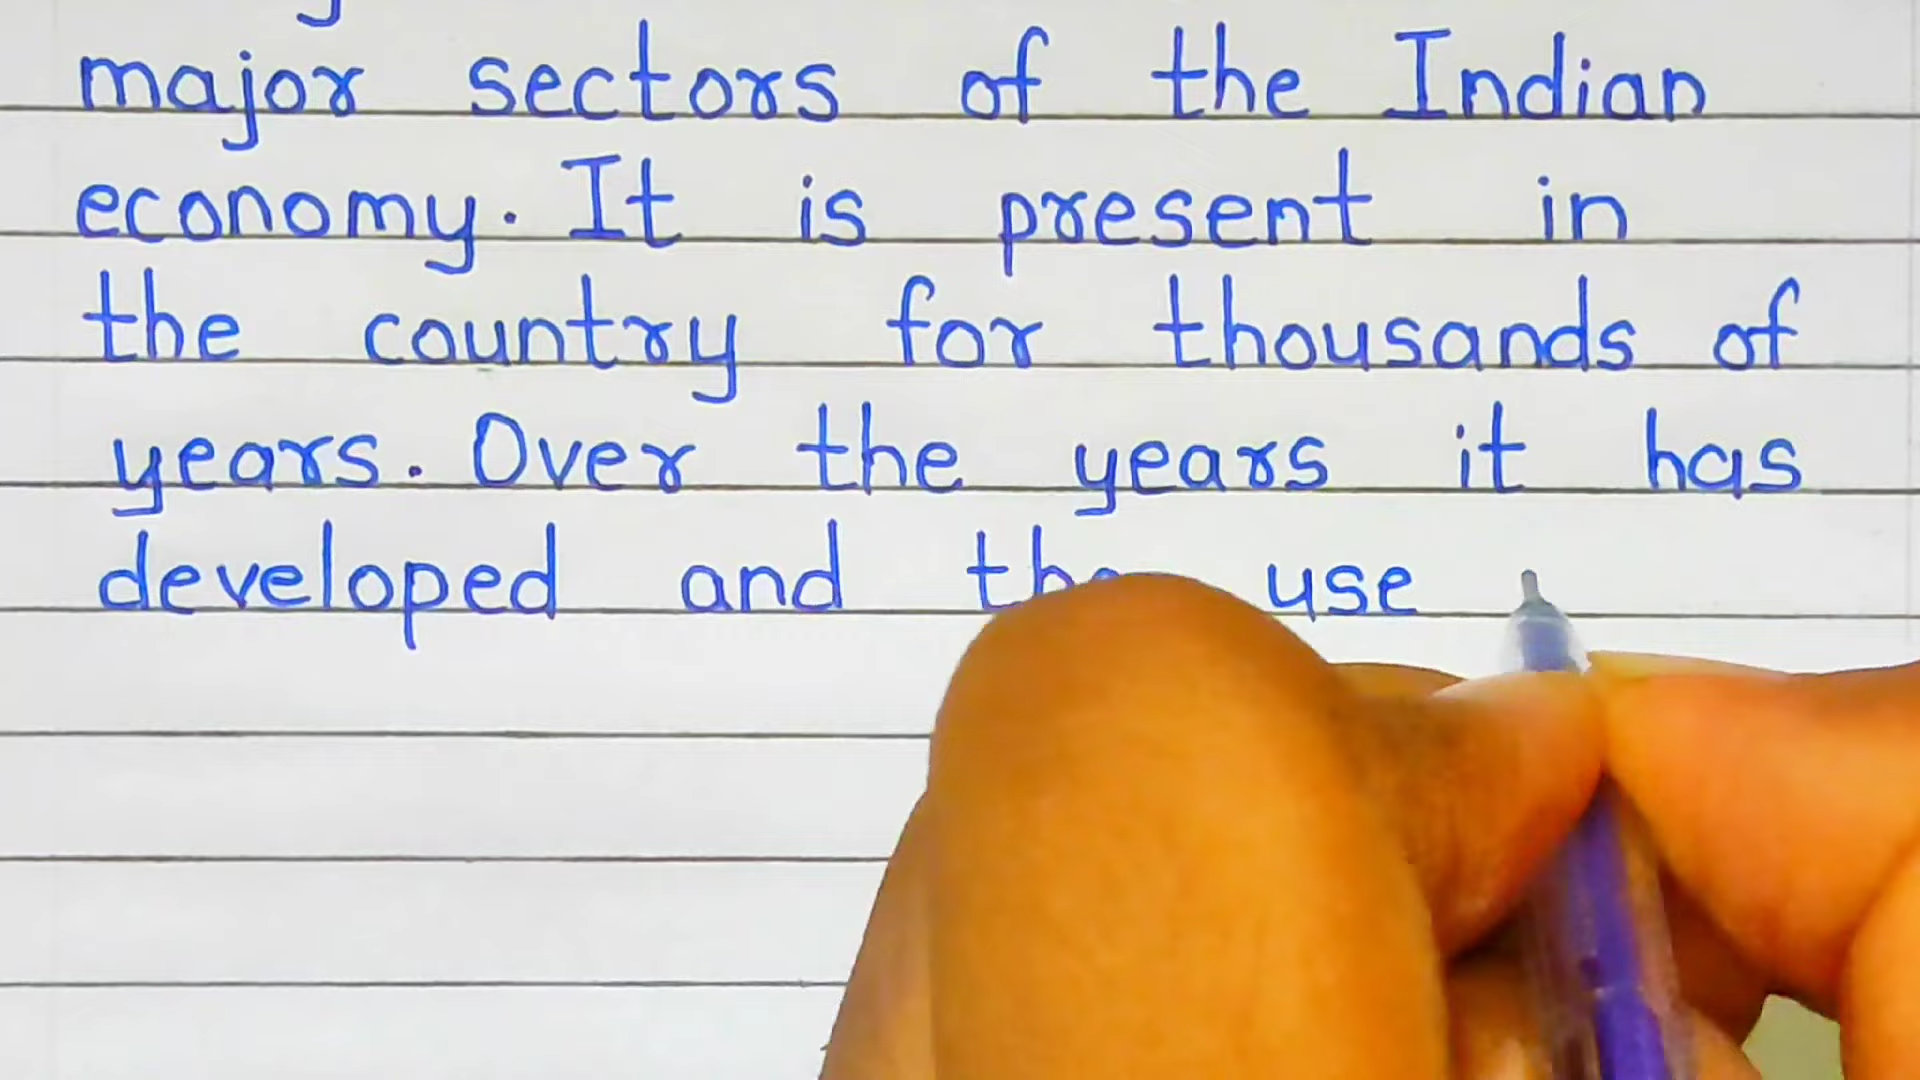 major sectors of the Indian
economy. It is present in
the country for thousands of
years. Over the years it has
developed and the use